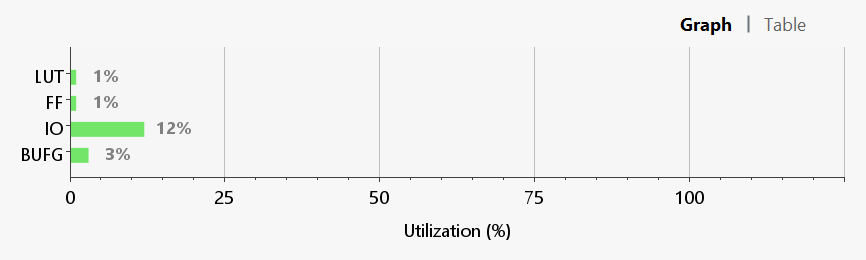 Graph | Table
LUT 1%
FF 1%
IO 12%
BUFG 3%
0 25 50 75 100
Utilization (%)